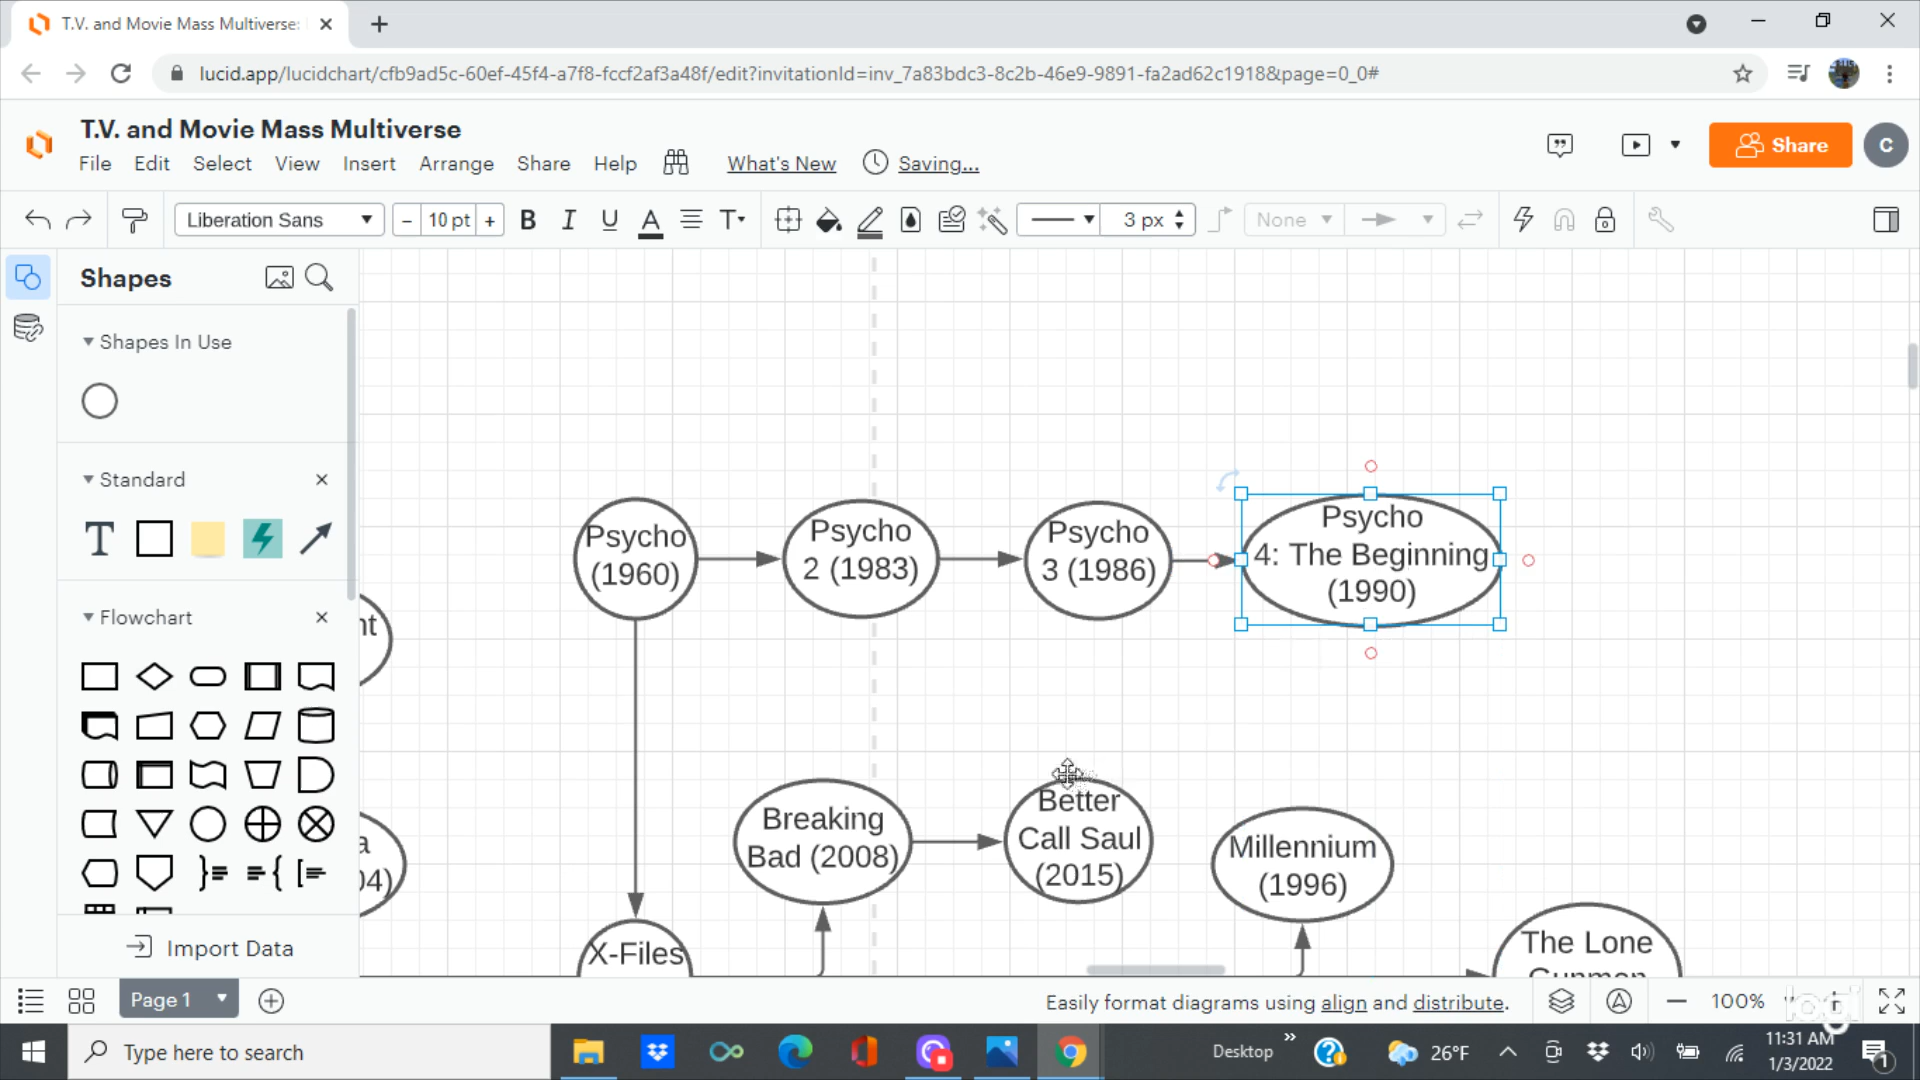 T.V. and Movie Mass Multiverse:
lucid.app/lucidchart/cfb9ad5c-60ef-45f4-a7f8-fccf2af3a48f/edit?invitationId=inv_7a83bdc3-8c2b-46e9-9891-fa2ad62c1918&page=0_0#
T.V. and Movie Mass Multiverse
File Edit Select View Insert Arrange Share Help What's New Saving...
Share
C
Liberation Sans
- 10 pt +
B I U A T
3 px
None
Shapes
Shapes In Use
Standard
T
Flowchart
Import Data
Psycho
(1960)
Psycho
2 (1983)
Psycho
3 (1986)
Psycho
4: The Beginning
(1990)
nt
a
04)
Breaking
Bad (2008)
Better
Call Saul
(2015)
Millennium
(1996)
X-Files
The Lone
Gunmen
Page 1
Easily format diagrams using align and distribute.
100%
logi
Type here to search
Desktop
26°F
11:31 AM
1/3/2022
1